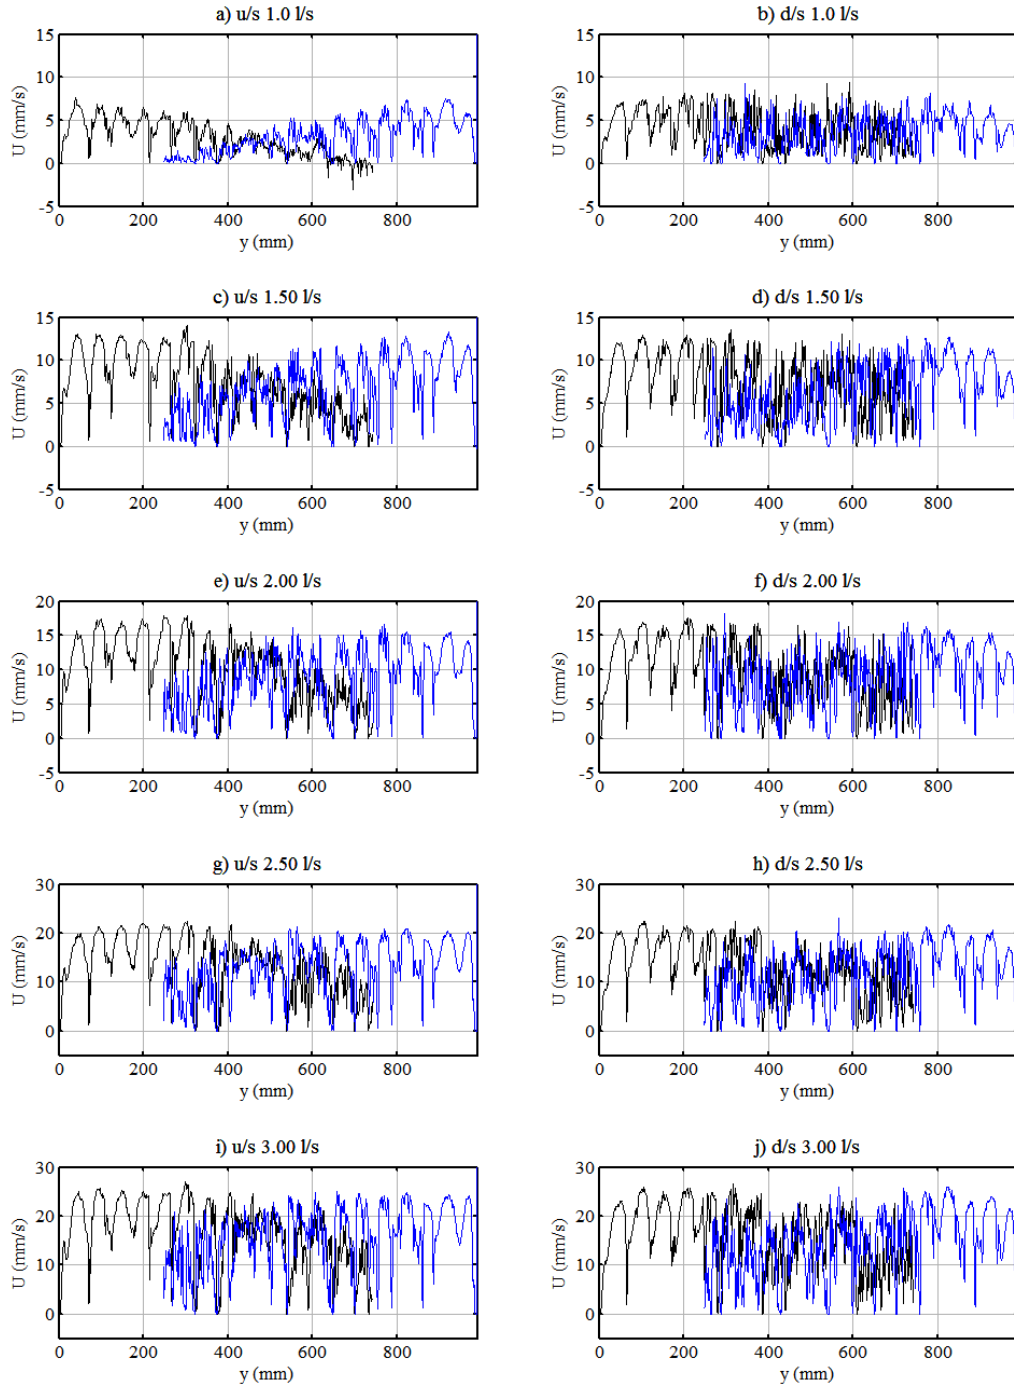 a) u/s 1.0 l/s
b) d/s 1.0 l/s
15
10
5
0
-5
U (mm/s)
0 200 400 600 800
y (mm)
15
10
5
0
-5
U (mm/s)
0 200 400 600 800
y (mm)
c) u/s 1.50 l/s
d) d/s 1.50 l/s
15
10
5
0
-5
U (mm/s)
0 200 400 600 800
y (mm)
15
10
5
0
-5
U (mm/s)
0 200 400 600 800
y (mm)
e) u/s 2.00 l/s
f) d/s 2.00 l/s
20
15
10
5
0
-5
U (mm/s)
0 200 400 600 800
y (mm)
20
15
10
5
0
-5
U (mm/s)
0 200 400 600 800
y (mm)
g) u/s 2.50 l/s
h) d/s 2.50 l/s
30
20
10
0
U (mm/s)
0 200 400 600 800
y (mm)
30
20
10
0
U (mm/s)
0 200 400 600 800
y (mm)
i) u/s 3.00 l/s
j) d/s 3.00 l/s
30
20
10
0
U (mm/s)
0 200 400 600 800
y (mm)
30
20
10
0
U (mm/s)
0 200 400 600 800
y (mm)